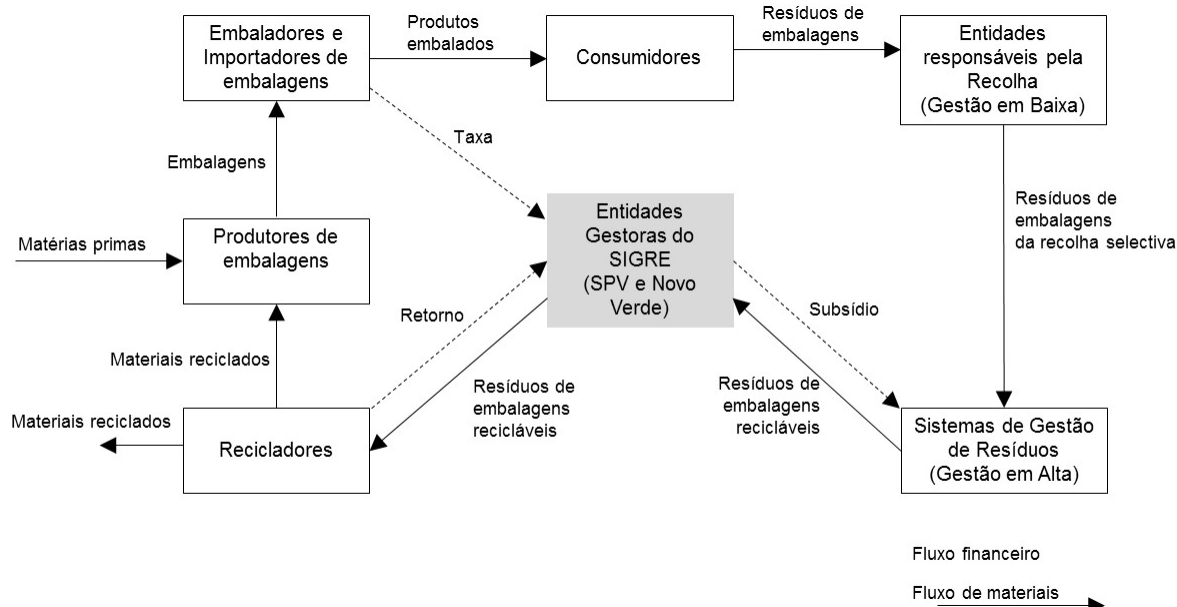 Embaladores e
Importadores de
embalagens
Produtos
embalados
Consumidores
Resíduos de
embalagens
Entidades
responsáveis pela
Recolha
(Gestão em Baixa)
Taxa
Embalagens
Resíduos de
embalagens
da recolha selectiva
Matérias primas
Produtores de
embalagens
Entidades
Gestoras do
SIGRE
(SPV e Novo
Verde)
Retorno
Subsídio
Materiais reciclados
Resíduos de
embalagens
recicláveis
Resíduos de
embalagens
recicláveis
Materiais reciclados
Recicladores
Sistemas de Gestão
de Resíduos
(Gestão em Alta)
Fluxo financeiro
Fluxo de materiais